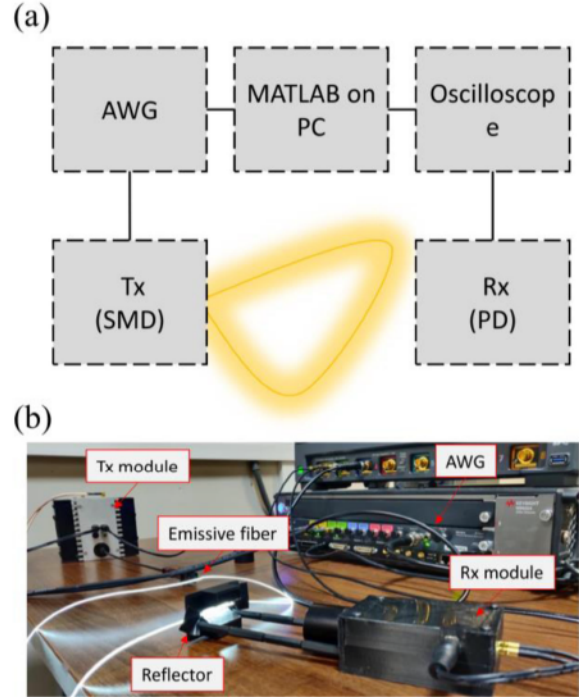 (a)
AWG
MATLAB on
PC
Oscilloscop
e
Tx
(SMD)
Rx
(PD)
(b)
Tx module
AWG
Emissive fiber
Rx module
Reflector